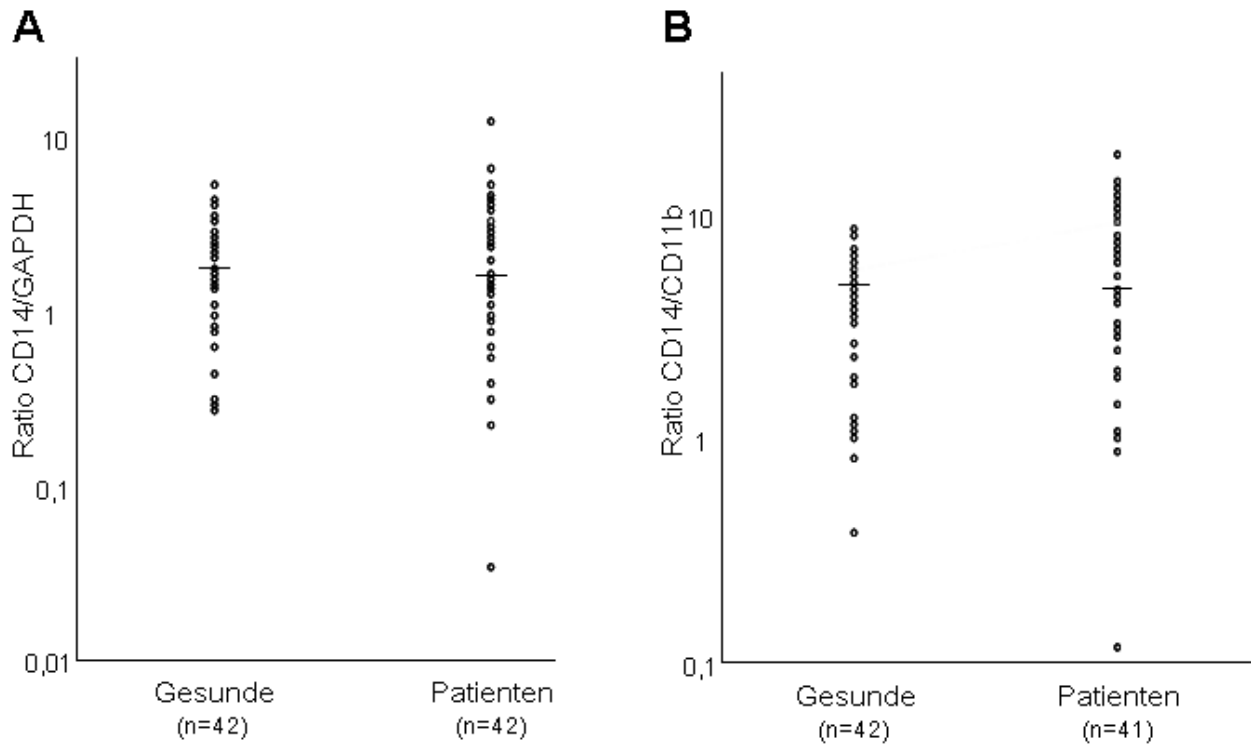 A
Ratio CD14/GAPDH
10
1
0,1
0,01
Gesunde
(n=42)
Patienten
(n=42)
B
Ratio CD14/CD11b
10
1
0,1
Gesunde
(n=42)
Patienten
(n=41)